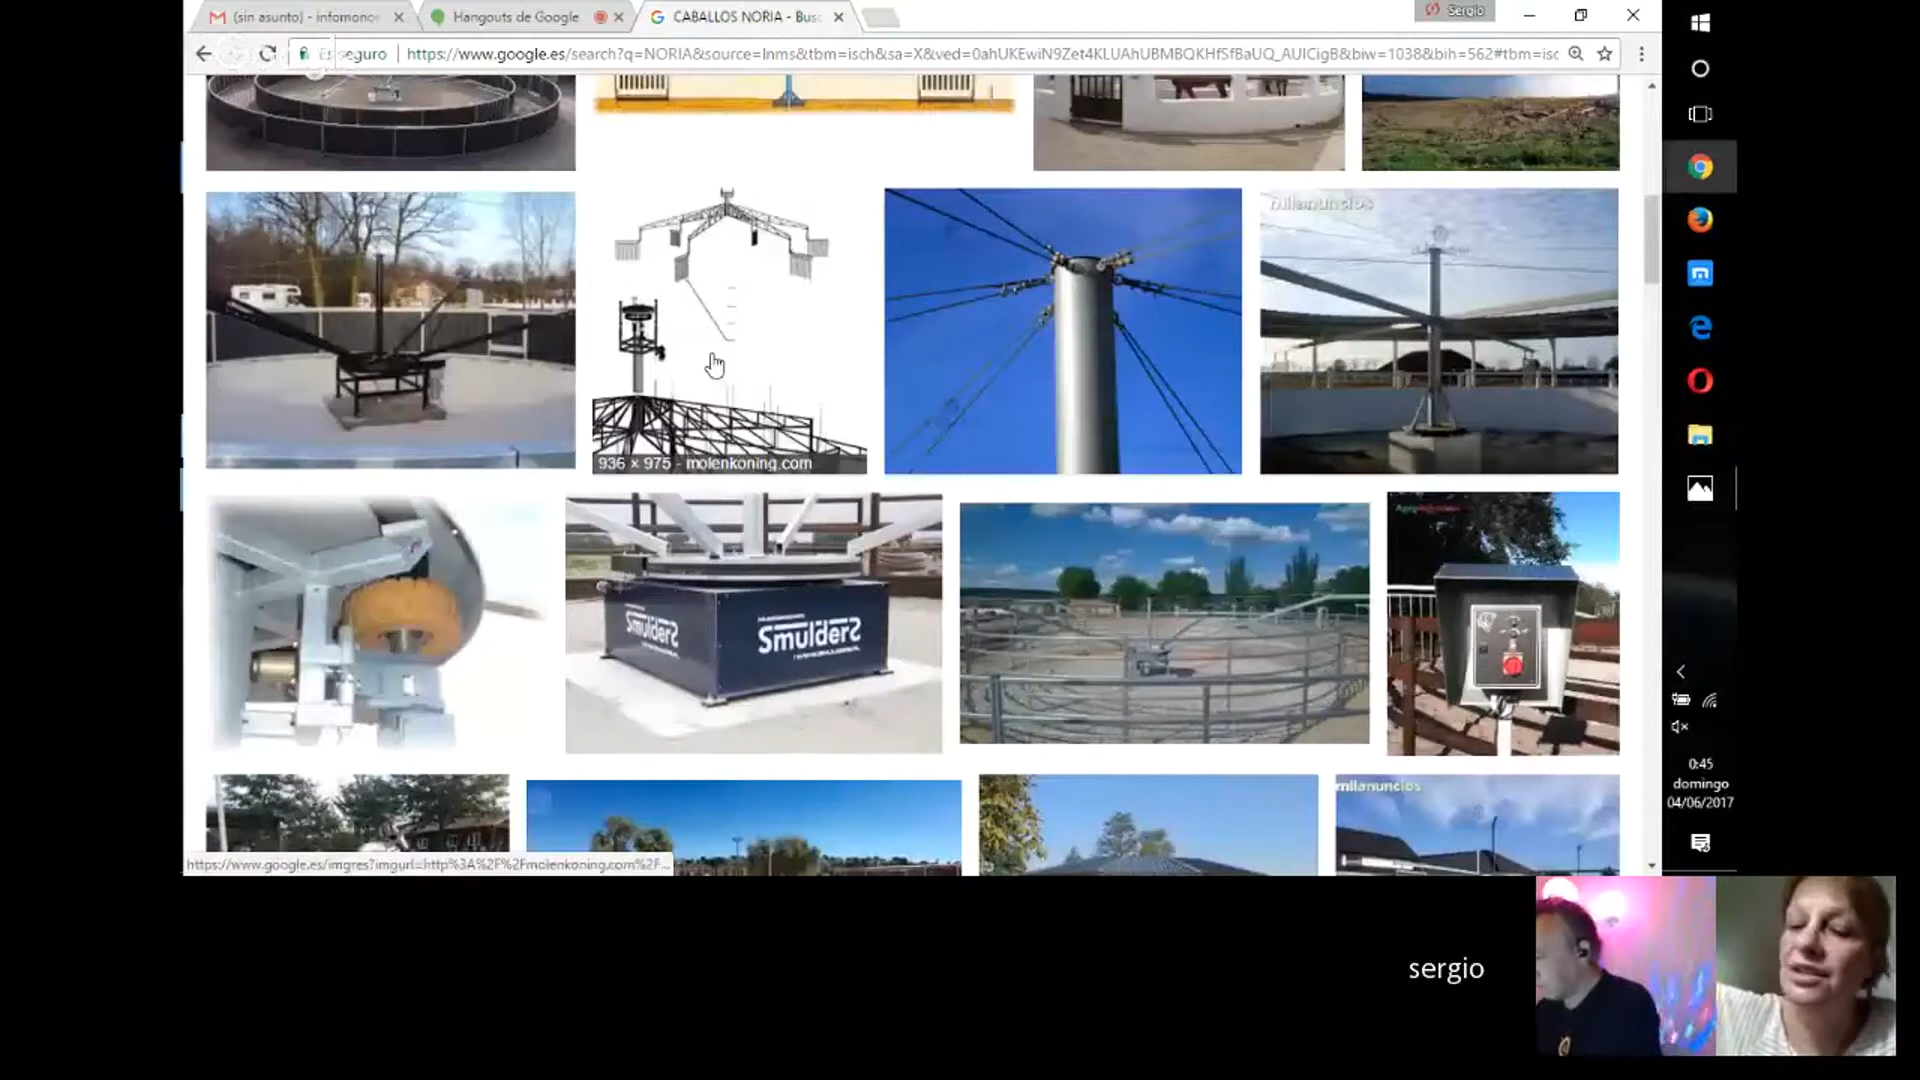 (sin asunto) - infomono
Hangouts de Google
CABALLOS NORIA - Bus
Sergio
Es seguro
https://www.google.es/search?q=NORIA&source=lnms&tbm=isch&sa=X&ved=0ahUKEwiN9Zet4KLUAhUBMBQKHfSfBaUQ_AUICigB&biw=1038&bih=562#tbm=isc
milanuncios
936 × 975 - molenkoning.com
Smulders
Smulders
milanuncios
https://www.google.es/imgres?imgurl=http%3A%2F%2Fmolenkoning.com%2F...
0:45
domingo
04/06/2017
sergio